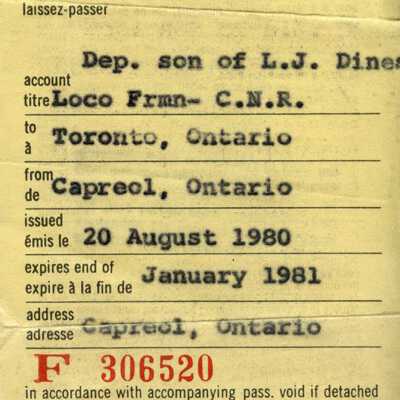 laissez-passer
Dep. son of L.J. Dines
account
titre Loco Frmn- C.N.R.
to
à Toronto, Ontario
from
de Capreol, Ontario
issued
émis le 20 August 1980
expires end of
expire à la fin de January 1981
address
adresse Capreol, Ontario
F 306520
in accordance with accompanying pass. void if detached